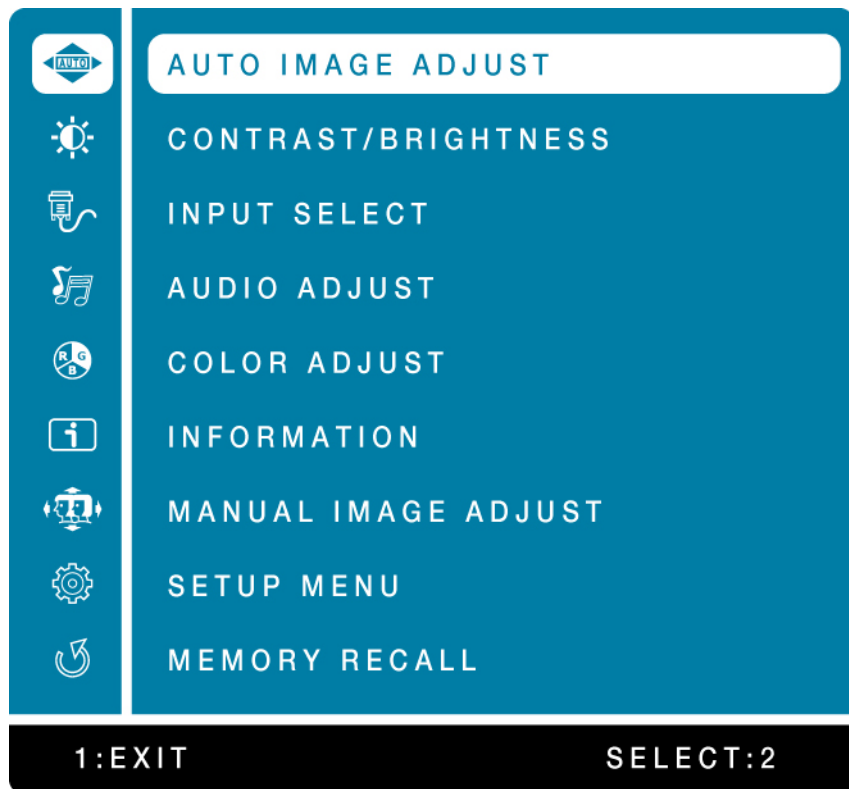 AUTO AUTO IMAGE ADJUST
CONTRAST/BRIGHTNESS
INPUT SELECT
AUDIO ADJUST
R G B COLOR ADJUST
i INFORMATION
MANUAL IMAGE ADJUST
SETUP MENU
MEMORY RECALL
1:EXIT SELECT:2